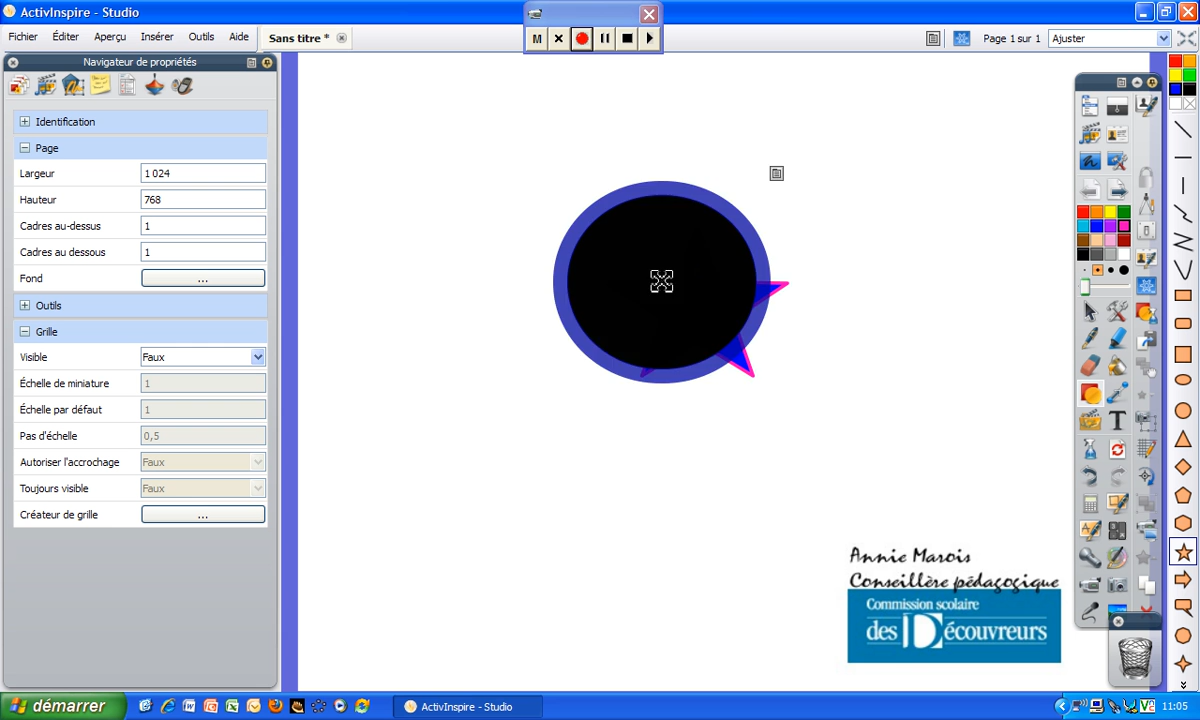 ActivInspire - Studio
Fichier Éditer Aperçu Insérer Outils Aide Sans titre *
M
Page 1 sur 1 Ajuster
Navigateur de propriétés
Identification
Page
Largeur 1 024
Hauteur 768
Cadres au-dessus 1
Cadres au dessous 1
Fond ...
Outils
Grille
Visible Faux
Échelle de miniature 1
Échelle par défaut 1
Pas d'échelle 0,5
Autoriser l'accrochage Faux
Toujours visible Faux
Créateur de grille ...
Annie Marois
Conseillère pédagogique
Commission scolaire
des Découvreurs
démarrer
ActivInspire - Studio
11:05